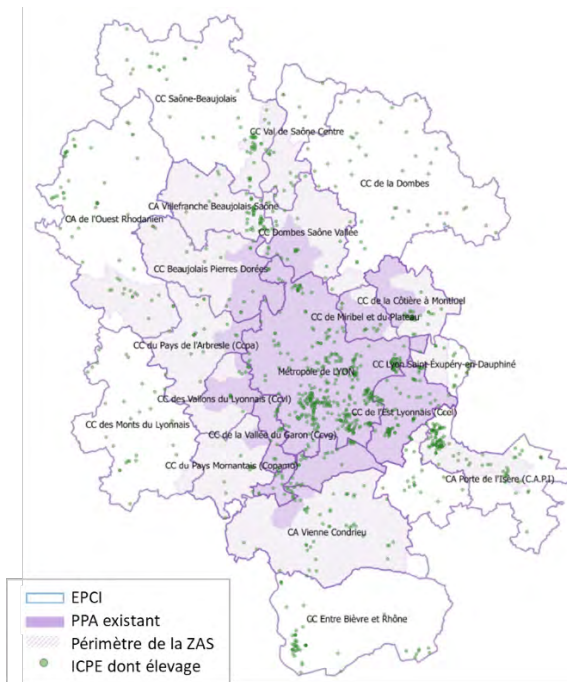 CC Saône-Beaujolais
CC Val de Saône Centre
CC de la Dombes
CA Villefranche Beaujolais Saône
CA de l'Ouest Rhodanien
CC Dombes Saône Vallée
CC Beaujolais Pierres Dorées
CC de la Côtière à Montluel
CC de Miribel et du Plateau
CC du Pays de l'Arbresle (Ccpa)
CC Lyon Saint-Exupéry-en-Dauphiné
Métropole de LYON
CC des Vallons du Lyonnais (Ccvl)
CC de l'Est Lyonnais (Ccel)
CC des Monts du Lyonnais
CC de la Vallée du Garon (Ccvg)
CC du Pays Mornantais (Copamo)
CA Porte de l'Isère (C.A.P.I)
CA Vienne Condrieu
CC Entre Bièvre et Rhône
EPCI
PPA existant
Périmètre de la ZAS
ICPE dont élevage